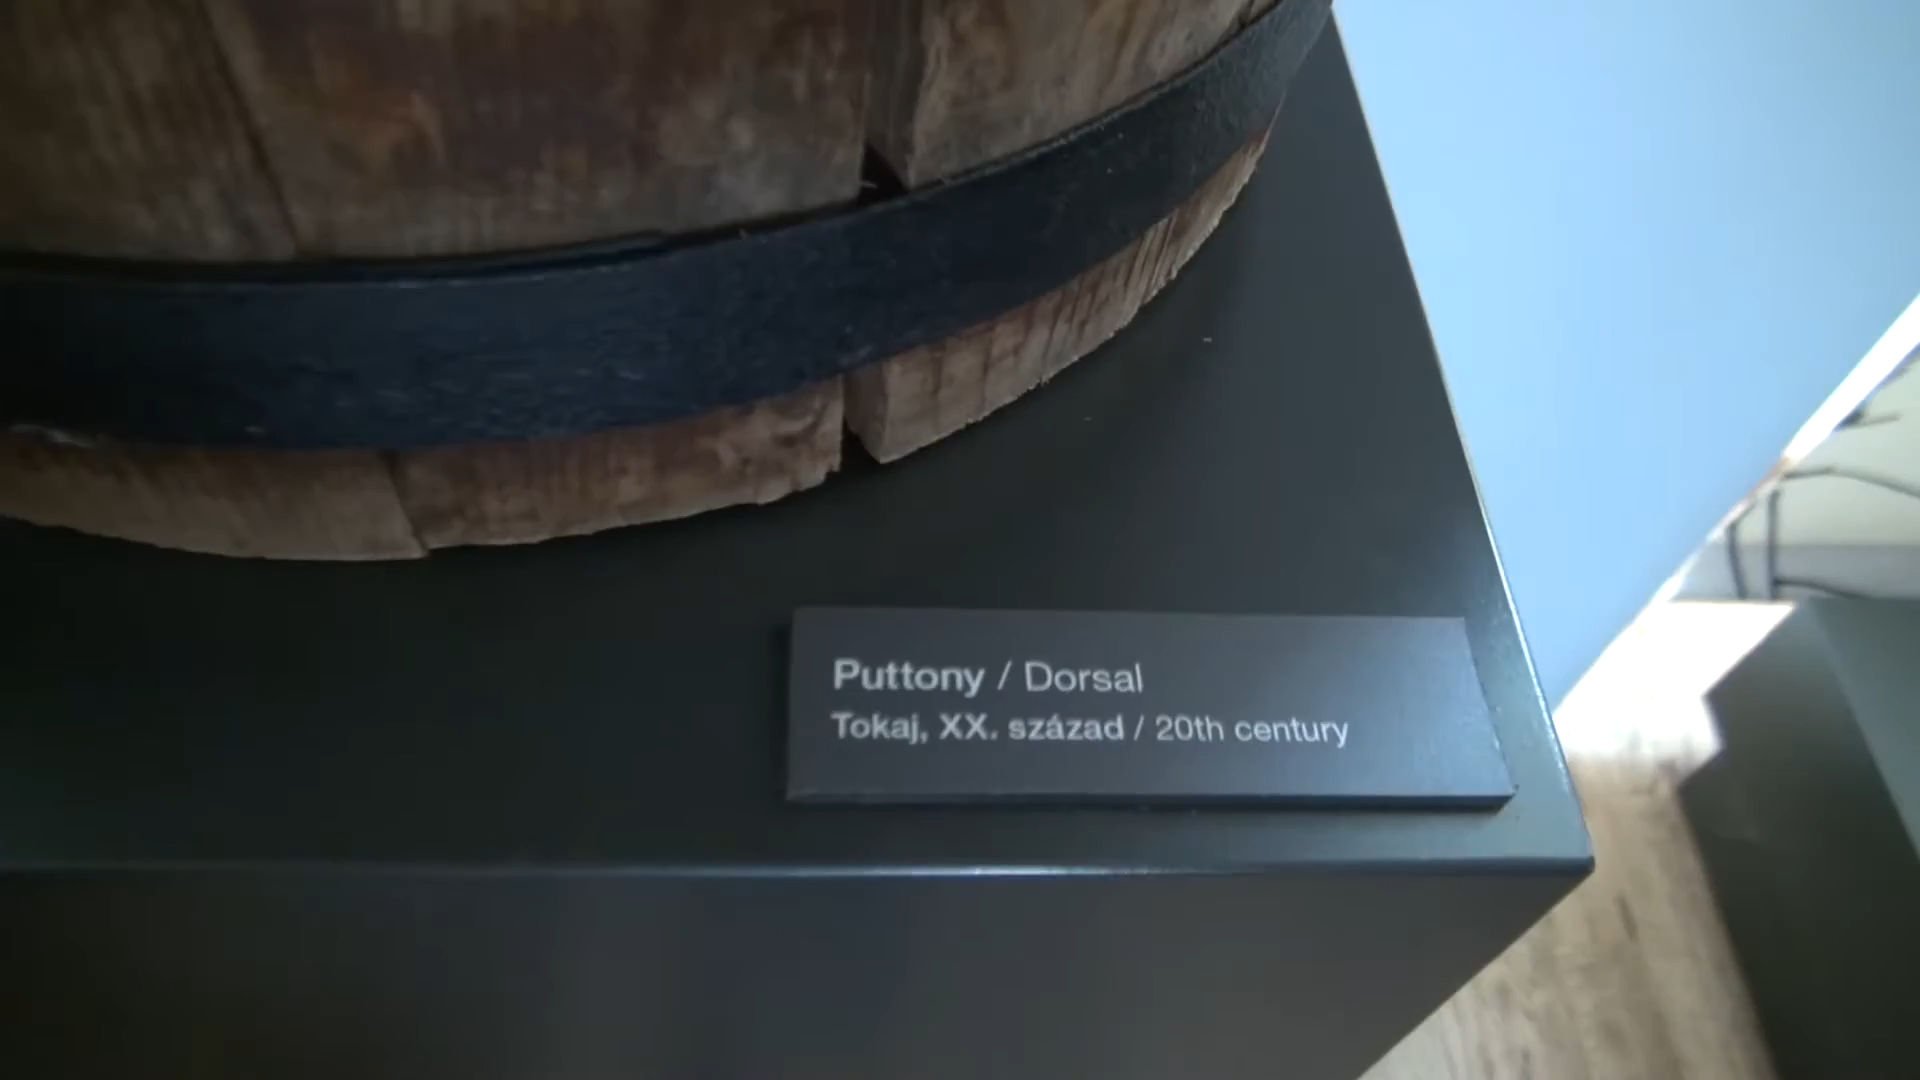 Puttony / Dorsal
Tokaj, XX. század / 20th century